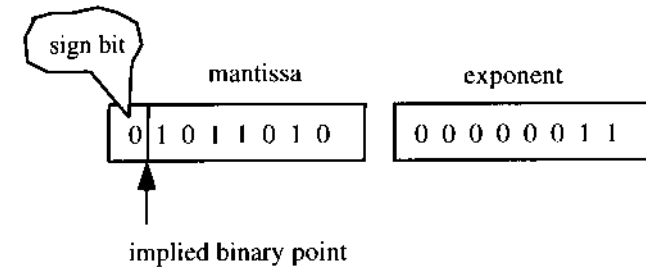 sign bit
mantissa exponent
0 1 0 1 1 0 1 0 0 0 0 0 0 0 1 1
implied binary point